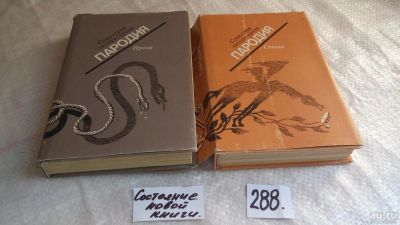 Советская
литературная
ПАРОДИЯ
Проза
Советская
литературная
ПАРОДИЯ
Стихи
Состояние
новой
книги.
288.
au.ru